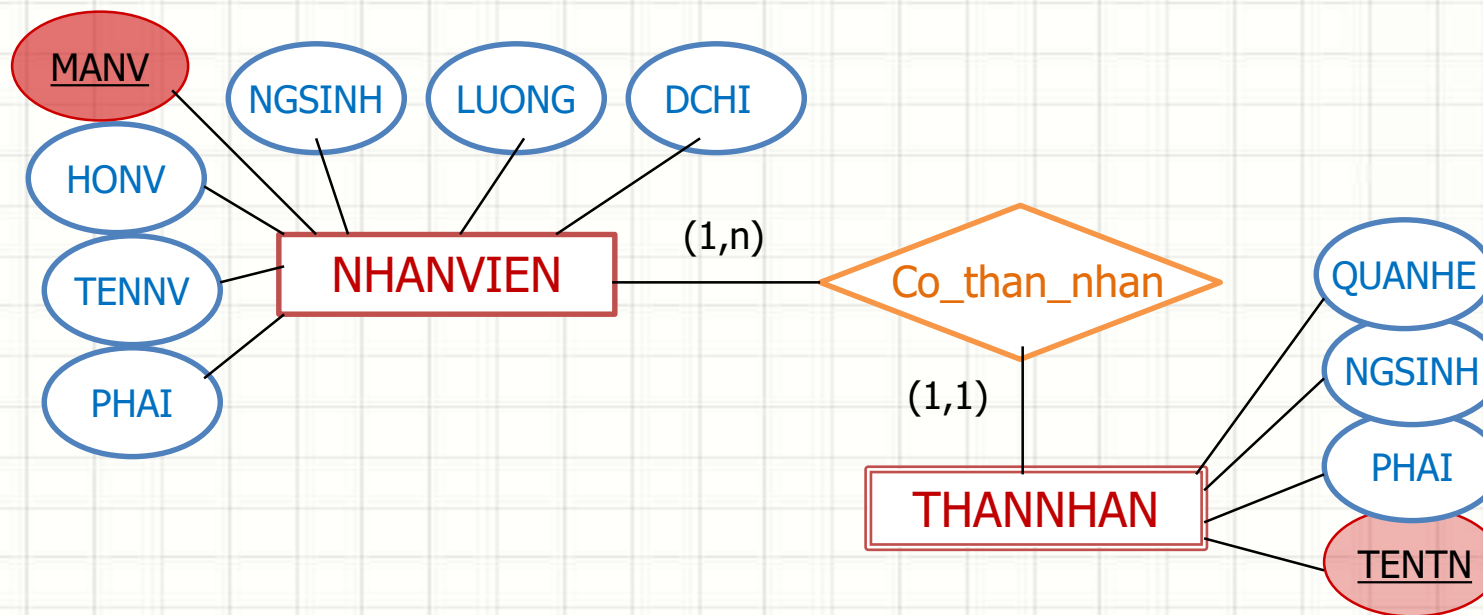 MANV
NGSINH
LUONG
DCHI
HONV
TENNV
PHAI
NHANVIEN
(1,n)
Co_than_nhan
(1,1)
THANNHAN
QUANHE
NGSINH
PHAI
TENTN